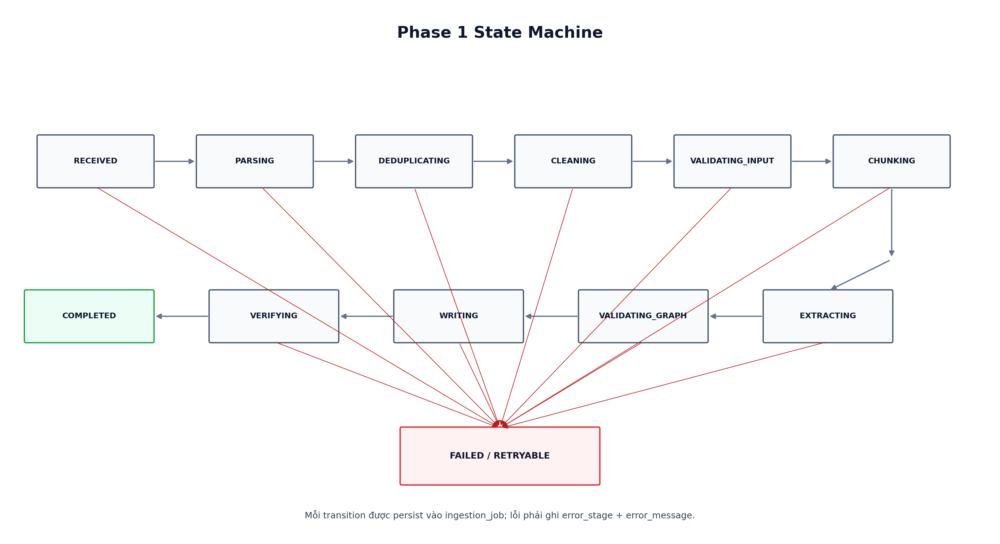 Phase 1 State Machine
RECEIVED
PARSING
DEDUPLICATING
CLEANING
VALIDATING_INPUT
CHUNKING
COMPLETED
VERIFYING
WRITING
VALIDATING_GRAPH
EXTRACTING
FAILED / RETRYABLE
Mỗi transition được persist vào ingestion_job; lỗi phải ghi error_stage + error_message.